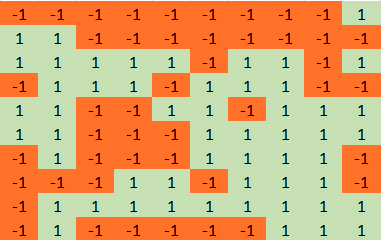 -1 -1 -1 -1 -1 -1 -1 -1 -1 1
1 1 -1 -1 -1 -1 -1 -1 -1 -1
1 1 1 1 1 -1 1 1 -1 1
-1 1 1 1 -1 1 1 1 -1 -1
1 1 -1 -1 1 1 -1 1 1 1
1 1 -1 -1 -1 1 1 1 1 1
-1 1 -1 -1 -1 1 1 1 1 -1
-1 -1 -1 1 1 -1 1 1 1 -1
-1 1 1 1 1 1 1 1 1 1
-1 1 -1 -1 -1 -1 -1 1 1 1